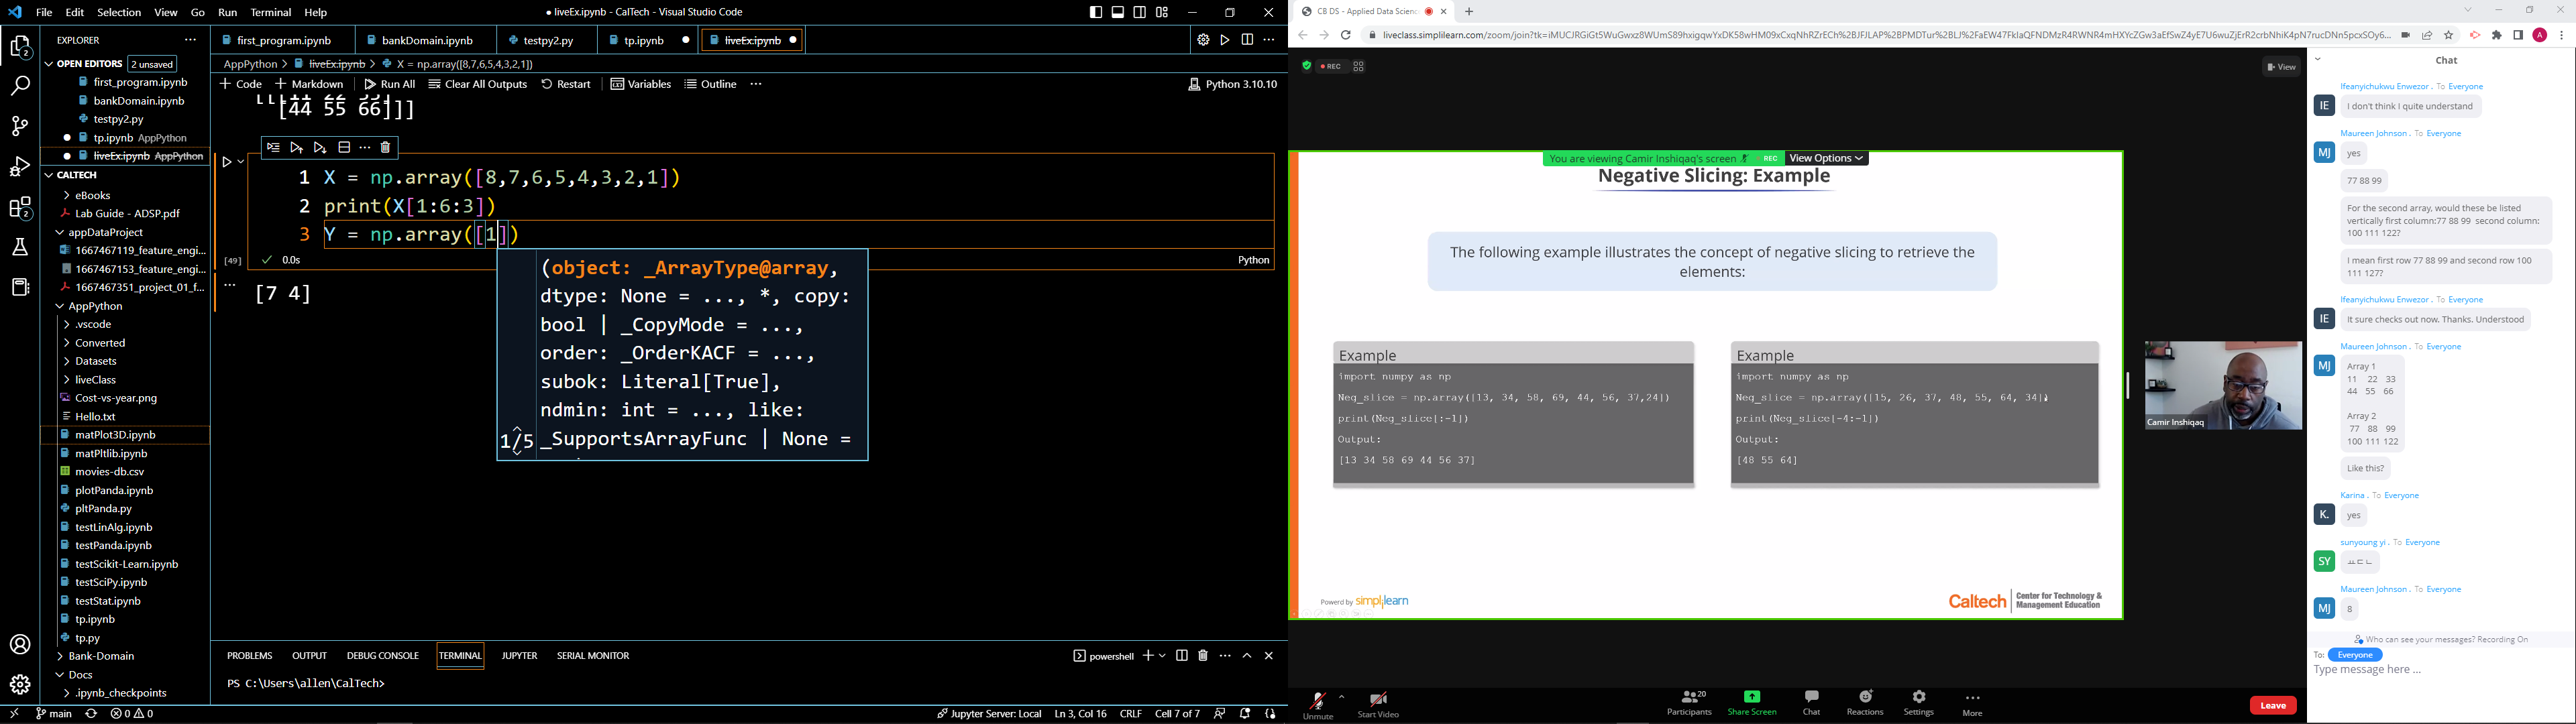 File Edit Selection View Go Run Terminal Help
● liveEx.ipynb - CalTech - Visual Studio Code
EXPLORER
OPEN EDITORS 2 unsaved
first_program.ipynb
bankDomain.ipynb
testpy2.py
tp.ipynb AppPython
liveEx.ipynb AppPython
CALTECH
eBooks
Lab Guide - ADSP.pdf
appDataProject
1667467119_feature_engi...
1667467153_feature_engi...
1667467351_project_01_f...
AppPython
.vscode
Converted
Datasets
liveClass
Cost-vs-year.png
Hello.txt
matPlot3D.ipynb
matPltlib.ipynb
movies-db.csv
plotPanda.ipynb
pltPanda.py
testLinAlg.ipynb
testPanda.ipynb
testScikit-Learn.ipynb
testSciPy.ipynb
testStat.ipynb
tp.ipynb
tp.py
Bank-Domain
Docs
.ipynb_checkpoints
first_program.ipynb bankDomain.ipynb testpy2.py tp.ipynb liveEx.ipynb
AppPython > liveEx.ipynb > X = np.array([8,7,6,5,4,3,2,1])
+ Code + Markdown Run All Clear All Outputs Restart Variables Outline ... Python 3.10.10
[44 55 66]]]
1 X = np.array([8,7,6,5,4,3,2,1])
2 print(X[1:6:3])
3 Y = np.array([1])
[49] 0.0s Python
[7 4]
(object: _ArrayType@array,
dtype: None = ..., *, copy:
bool | _CopyMode = ...,
order: _OrderKACF = ...,
subok: Literal[True],
ndmin: int = ..., like:
1/5 _SupportsArrayFunc | None =
PROBLEMS OUTPUT DEBUG CONSOLE TERMINAL JUPYTER SERIAL MONITOR
powershell
PS C:\Users\allen\CalTech>
main 0 0
Jupyter Server: Local Ln 3, Col 16 CRLF Cell 7 of 7
CB DS - Applied Data Scienc
REC
View
You are viewing Camir Inshiqaq's screen REC View Options
Negative Slicing: Example
The following example illustrates the concept of negative slicing to retrieve the
elements:
Example
import numpy as np
Neg_slice = np.array([13, 34, 58, 69, 44, 56, 37,24])
print(Neg_slice[:-1])
Output:
[13 34 58 69 44 56 37]
Example
import numpy as np
Neg_slice = np.array([15, 26, 37, 48, 55, 64, 34])
print(Neg_slice[-4:-1])
Output:
[48 55 64]
Powerd by simplilearn
Caltech Center for Technology &
Management Education
Camir Inshiqaq
Unmute
Start Video
20
Participants
Share Screen
Chat
Reactions
Settings
More
Leave
Chat
Ifeanyichukwu Enwezor . To Everyone
IE I don't think I quite understand
Maureen Johnson . To Everyone
MJ yes
77 88 99
For the second array, would these be listed
vertically first column:77 88 99 second column:
100 111 122?
I mean first row 77 88 99 and second row 100
111 127?
Ifeanyichukwu Enwezor . To Everyone
IE It sure checks out now. Thanks. Understood
Maureen Johnson . To Everyone
MJ Array 1
11 22 33
44 55 66
Array 2
77 88 99
100 111 122
Like this?
Karina . To Everyone
K. yes
sunyoung yi . To Everyone
SY ㅛㄷㄴ
Maureen Johnson . To Everyone
MJ 8
Who can see your messages? Recording On
To: Everyone
Type message here ...